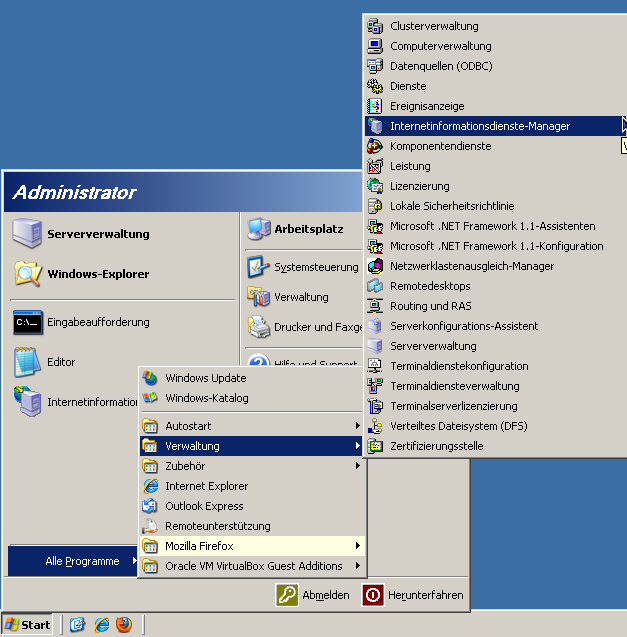 Clusterverwaltung
Computerverwaltung
Datenquellen (ODBC)
Dienste
Ereignisanzeige
Internetinformationsdienste-Manager
Komponentendienste
Leistung
Lizenzierung
Lokale Sicherheitsrichtlinie
Microsoft .NET Framework 1.1-Assistenten
Microsoft .NET Framework 1.1-Konfiguration
Netzwerklastenausgleich-Manager
Remotedesktops
Routing und RAS
Serverkonfigurations-Assistent
Serververwaltung
Terminaldienstekonfiguration
Terminaldiensteverwaltung
Terminalserverlizenzierung
Verteiltes Dateisystem (DFS)
Zertifizierungsstelle
Administrator
Serververwaltung
Windows-Explorer
Eingabeaufforderung
Editor
Internetinformation
Arbeitsplatz
Systemsteuerung
Verwaltung
Drucker und Faxge
Hilfe und Support
Windows Update
Windows-Katalog
Autostart
Verwaltung
Zubehör
Internet Explorer
Outlook Express
Remoteunterstützung
Mozilla Firefox
Oracle VM VirtualBox Guest Additions
Alle Programme
Abmelden
Herunterfahren
Start